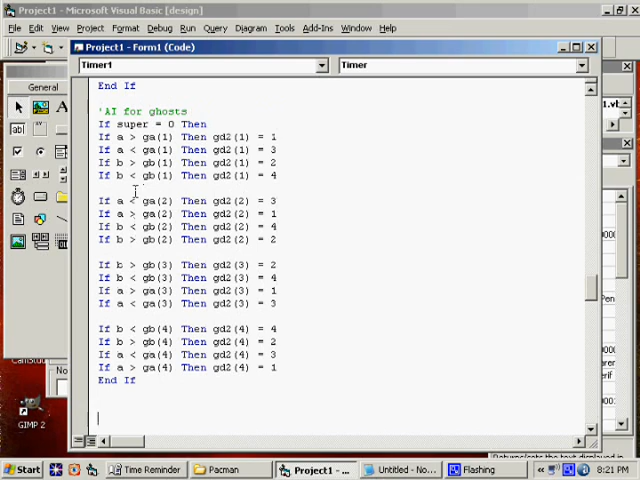 Project1 - Microsoft Visual Basic [design]
File Edit View Project Format Debug Run Query Diagram Tools Add-Ins Window Help
Project1 - Form1 (Code)
Timer1 Timer
General
End If
'AI for ghosts
If super = 0 Then
If a > ga(1) Then gd2(1) = 1
If a < ga(1) Then gd2(1) = 3
If b > gb(1) Then gd2(1) = 2
If b < gb(1) Then gd2(1) = 4
If a < ga(2) Then gd2(2) = 3
If a > ga(2) Then gd2(2) = 1
If b < gb(2) Then gd2(2) = 4
If b > gb(2) Then gd2(2) = 2
If b > gb(3) Then gd2(3) = 2
If b < gb(3) Then gd2(3) = 4
If a > ga(3) Then gd2(3) = 1
If a < ga(3) Then gd2(3) = 3
If b < gb(4) Then gd2(4) = 4
If b > gb(4) Then gd2(4) = 2
If a < ga(4) Then gd2(4) = 3
If a > ga(4) Then gd2(4) = 1
End If
GIMP 2
Start Time Reminder Pacman Project1 - ... Untitled - No... Flashing 8:21 PM